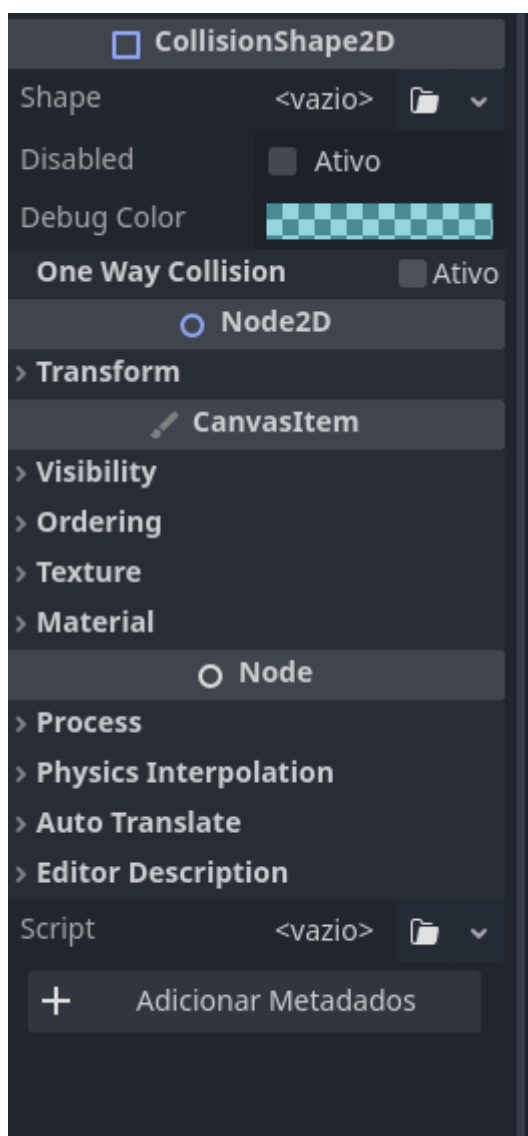 CollisionShape2D
Shape <vazio>
Disabled Ativo
Debug Color
One Way Collision Ativo
Node2D
Transform
CanvasItem
Visibility
Ordering
Texture
Material
Node
Process
Physics Interpolation
Auto Translate
Editor Description
Script <vazio>
Adicionar Metadados